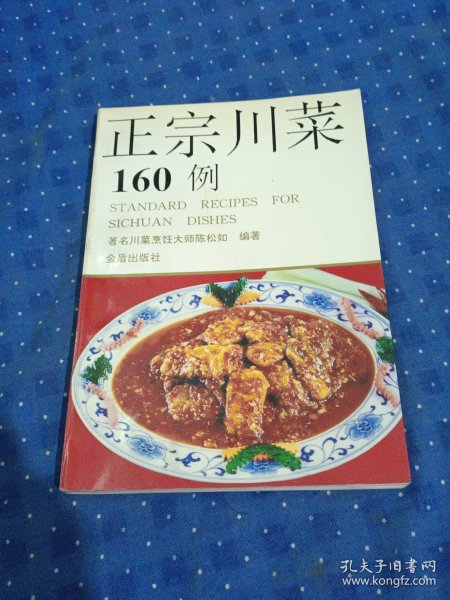 正宗川菜
160 例
STANDARD RECIPES FOR
SICHUAN DISHES
著名川菜烹饪大师陈松如 编著
金盾出版社
孔夫子旧书网
www.kongfz.com